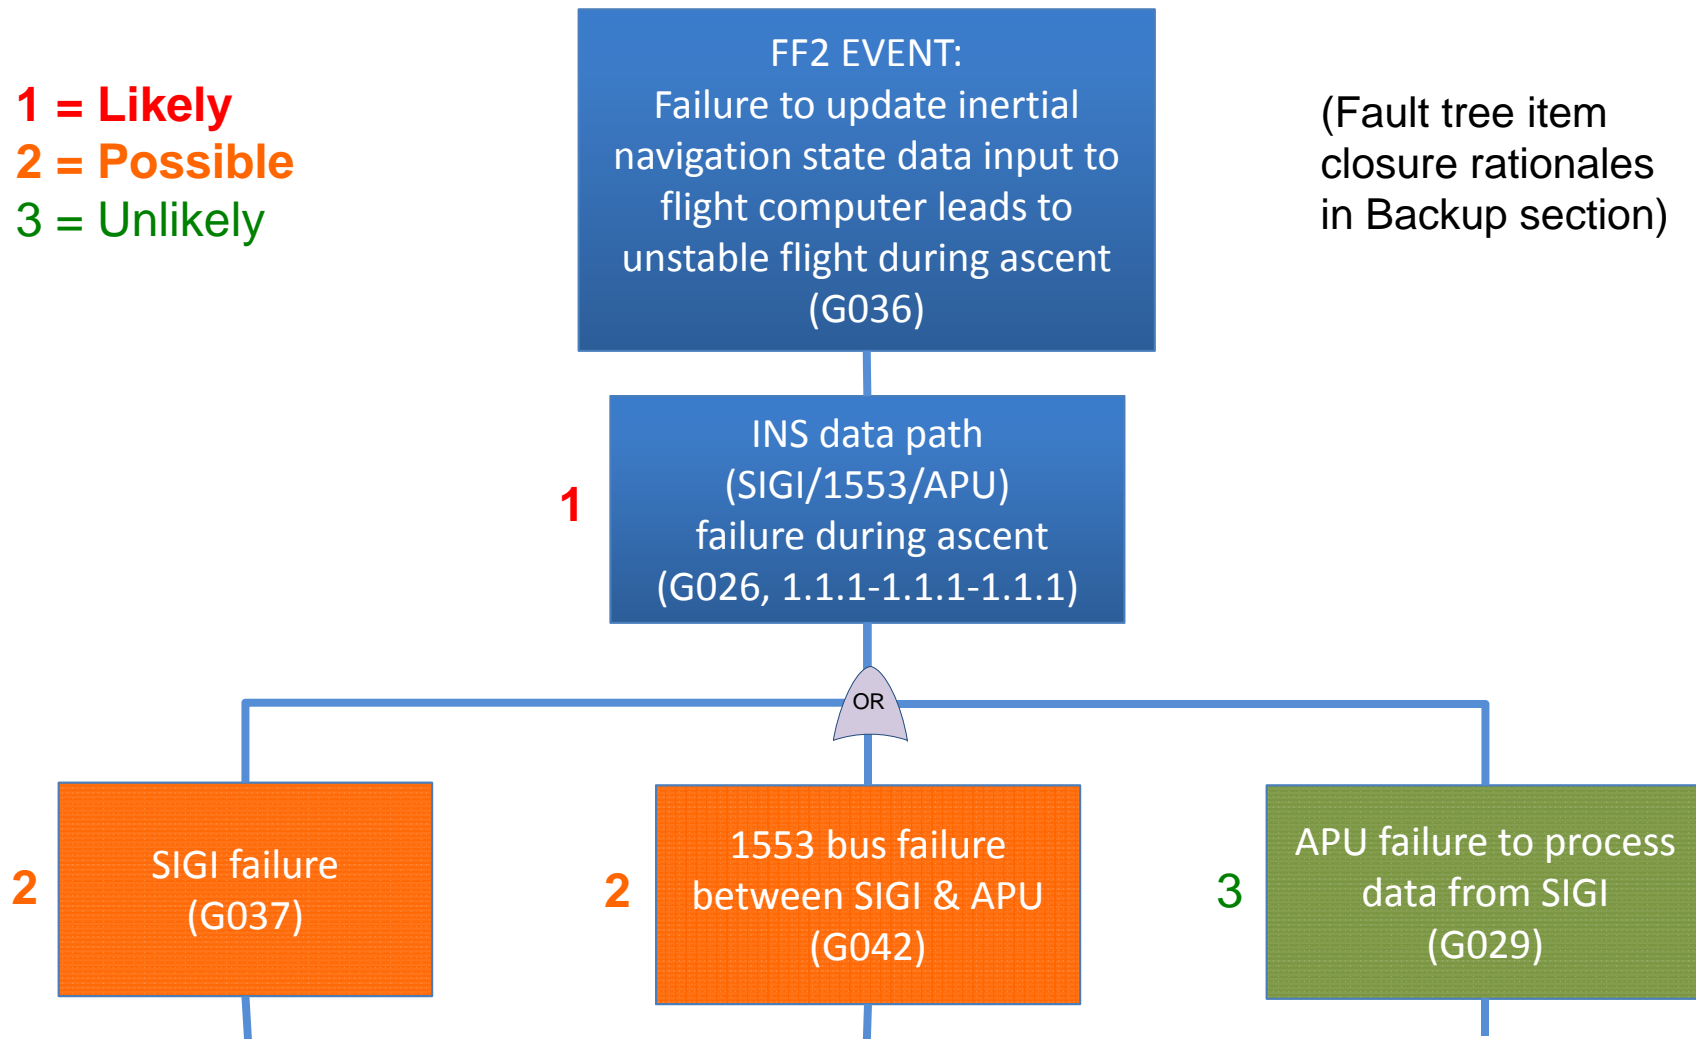 1 = Likely
2 = Possible
3 = Unlikely
FF2 EVENT:
Failure to update inertial
navigation state data input to
flight computer leads to
unstable flight during ascent
(G036)
(Fault tree item
closure rationales
in Backup section)
1
INS data path
(SIGI/1553/APU)
failure during ascent
(G026, 1.1.1-1.1.1-1.1.1)
OR
2
SIGI failure
(G037)
2
1553 bus failure
between SIGI & APU
(G042)
3
APU failure to process
data from SIGI
(G029)